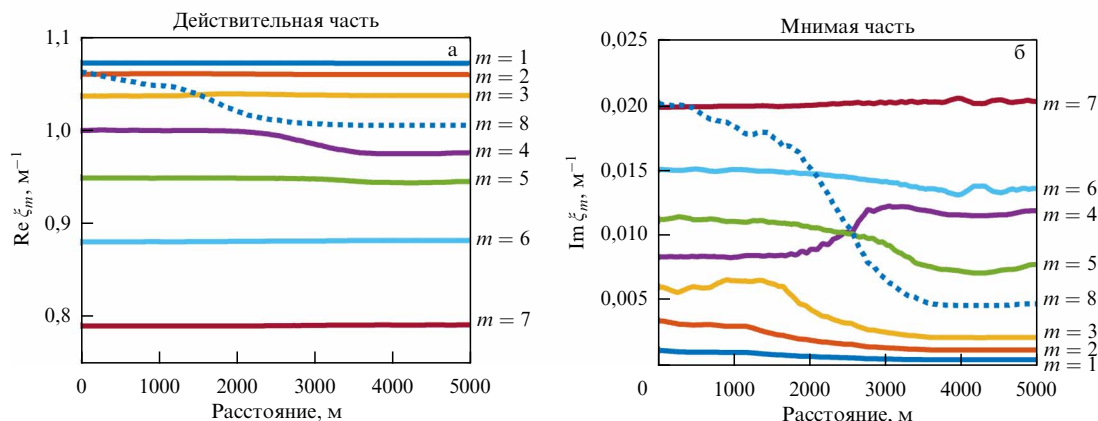 Действительная часть
а
1,1
1,0
0,9
0,8
Re ξm, м−1
m = 1
m = 2
m = 3
m = 8
m = 4
m = 5
m = 6
m = 7
0 1000 2000 3000 4000 5000
Расстояние, м
Мнимая часть
б
0,025
0,020
0,015
0,010
0,005
Im ξm, м−1
m = 7
m = 6
m = 4
m = 5
m = 8
m = 3
m = 2
m = 1
0 1000 2000 3000 4000 5000
Расстояние, м